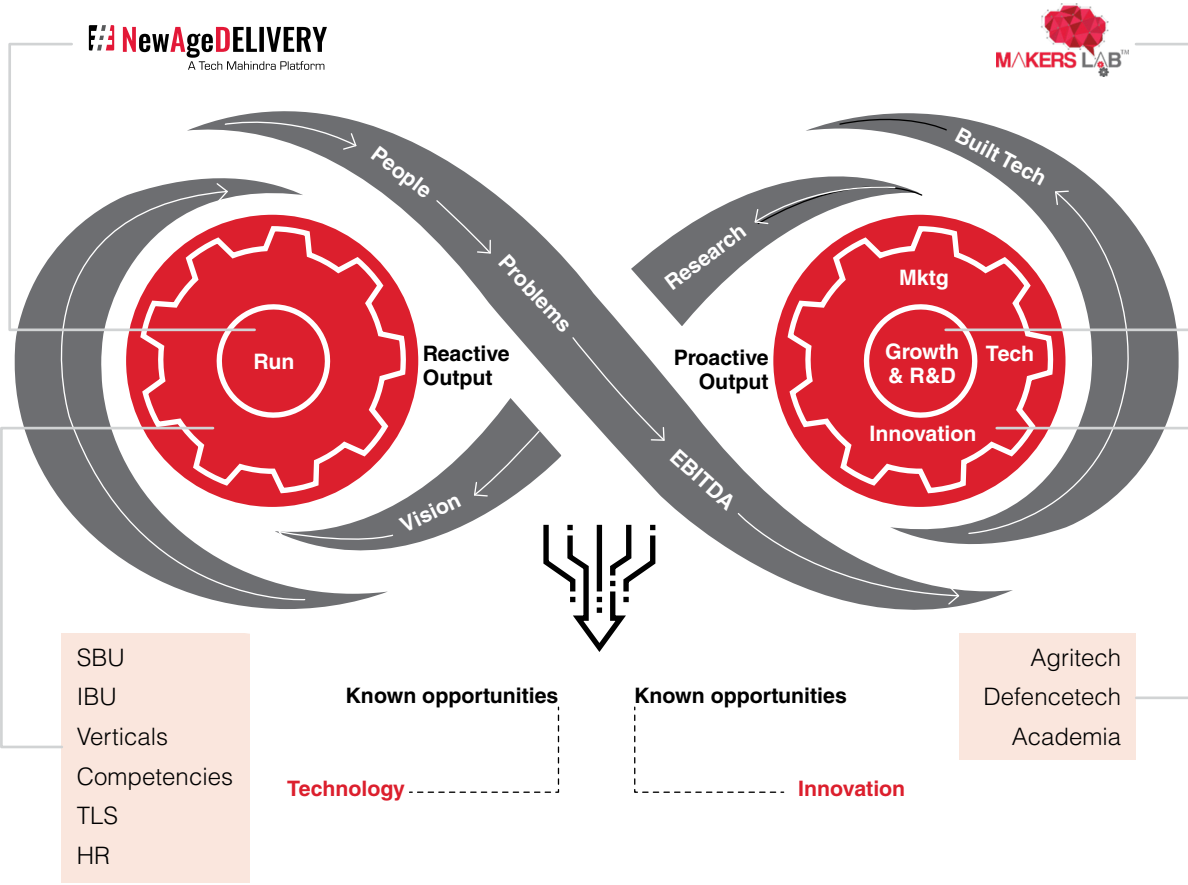 NewAgeDELIVERY
A Tech Mahindra Platform
MAKERS LAB™
People
Problems
EBITDA
Vision
Research
Built Tech
Run
Reactive
Output
Proactive
Output
Mktg
Growth
& R&D
Tech
Innovation
SBU
IBU
Verticals
Competencies
TLS
HR
Known opportunities
Technology
Known opportunities
Innovation
Agritech
Defencetech
Academia